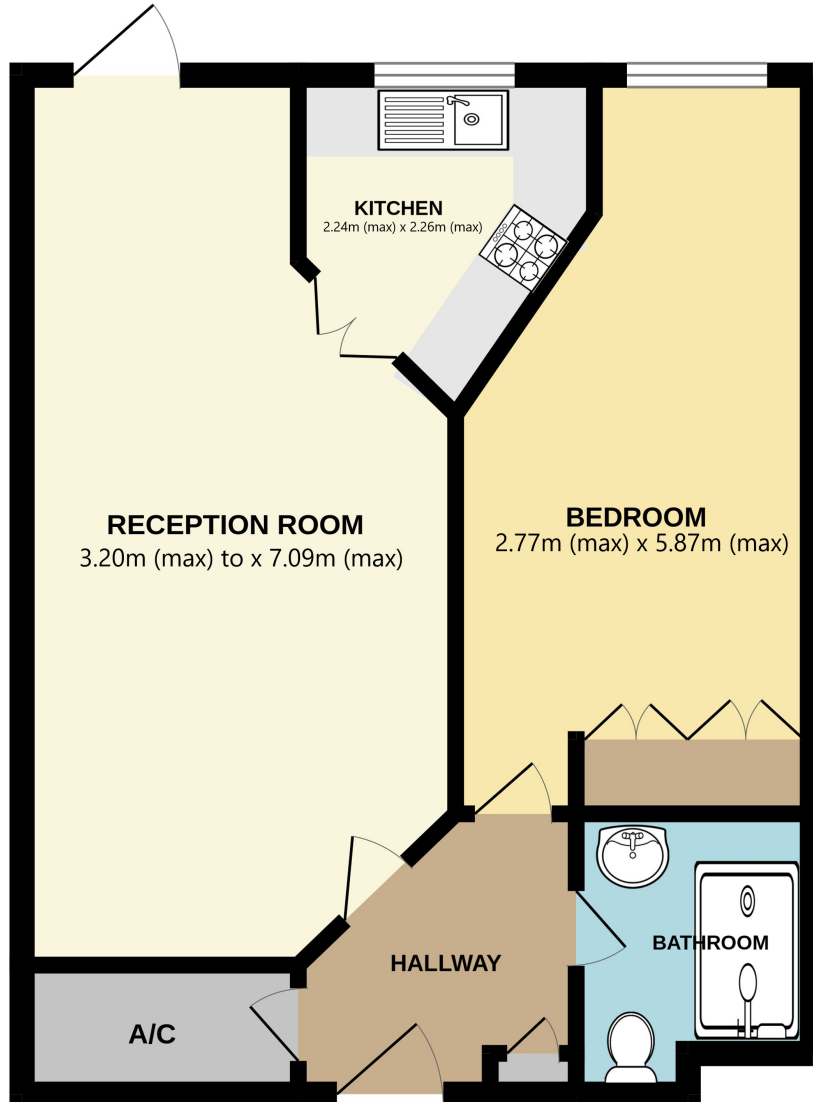 KITCHEN
2.24m (max) x 2.26m (max)
RECEPTION ROOM
3.20m (max) to x 7.09m (max)
BEDROOM
2.77m (max) x 5.87m (max)
BATHROOM
HALLWAY
A/C